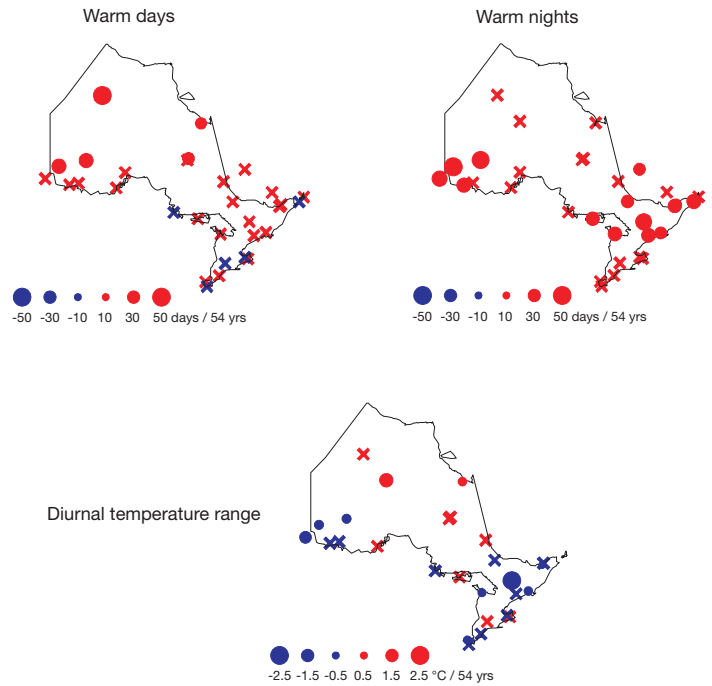 Warm days
Warm nights
-50 -30 -10 10 30 50 days / 54 yrs
-50 -30 -10 10 30 50 days / 54 yrs
Diurnal temperature range
-2.5 -1.5 -0.5 0.5 1.5 2.5 °C / 54 yrs